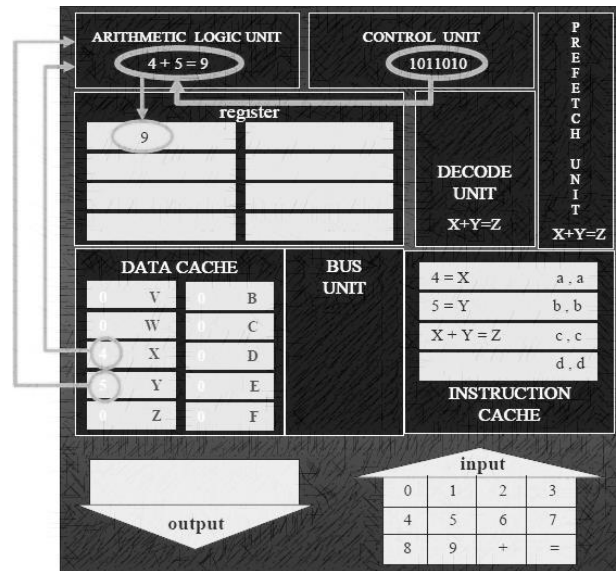 ARITHMETIC LOGIC UNIT
4 + 5 = 9
CONTROL UNIT
1011010
PREFETCH UNIT
X+Y=Z
register
9
DECODE
UNIT
X+Y=Z
DATA CACHE
0 V 0 B
0 W 0 C
4 X 0 D
5 Y 0 E
0 Z 0 F
BUS
UNIT
4 = X a , a
5 = Y b , b
X + Y = Z c , c
d , d
INSTRUCTION
CACHE
output
input
0 1 2 3
4 5 6 7
8 9 + =